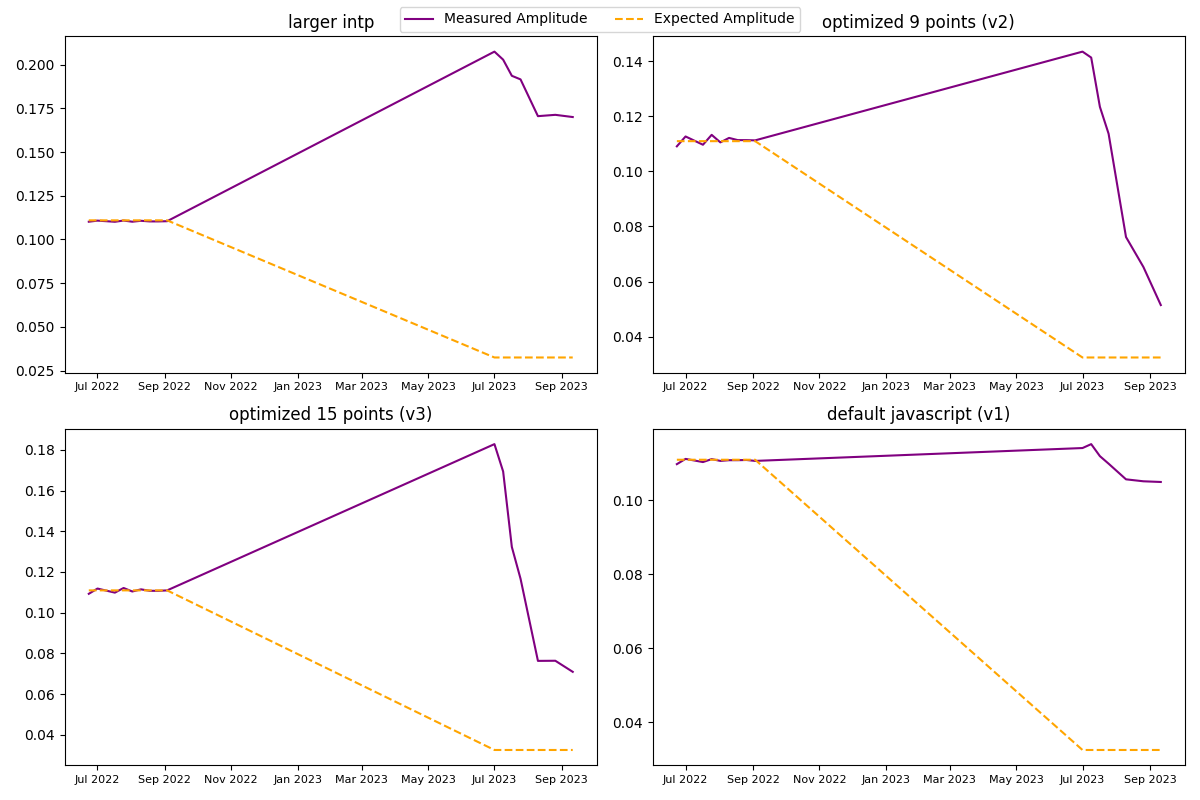 Measured Amplitude Expected Amplitude
larger intp
0.200
0.175
0.150
0.125
0.100
0.075
0.050
0.025
Jul 2022 Sep 2022 Nov 2022 Jan 2023 Mar 2023 May 2023 Jul 2023 Sep 2023
optimized 9 points (v2)
0.14
0.12
0.10
0.08
0.06
0.04
Jul 2022 Sep 2022 Nov 2022 Jan 2023 Mar 2023 May 2023 Jul 2023 Sep 2023
optimized 15 points (v3)
0.18
0.16
0.14
0.12
0.10
0.08
0.06
0.04
Jul 2022 Sep 2022 Nov 2022 Jan 2023 Mar 2023 May 2023 Jul 2023 Sep 2023
default javascript (v1)
0.10
0.08
0.06
0.04
Jul 2022 Sep 2022 Nov 2022 Jan 2023 Mar 2023 May 2023 Jul 2023 Sep 2023